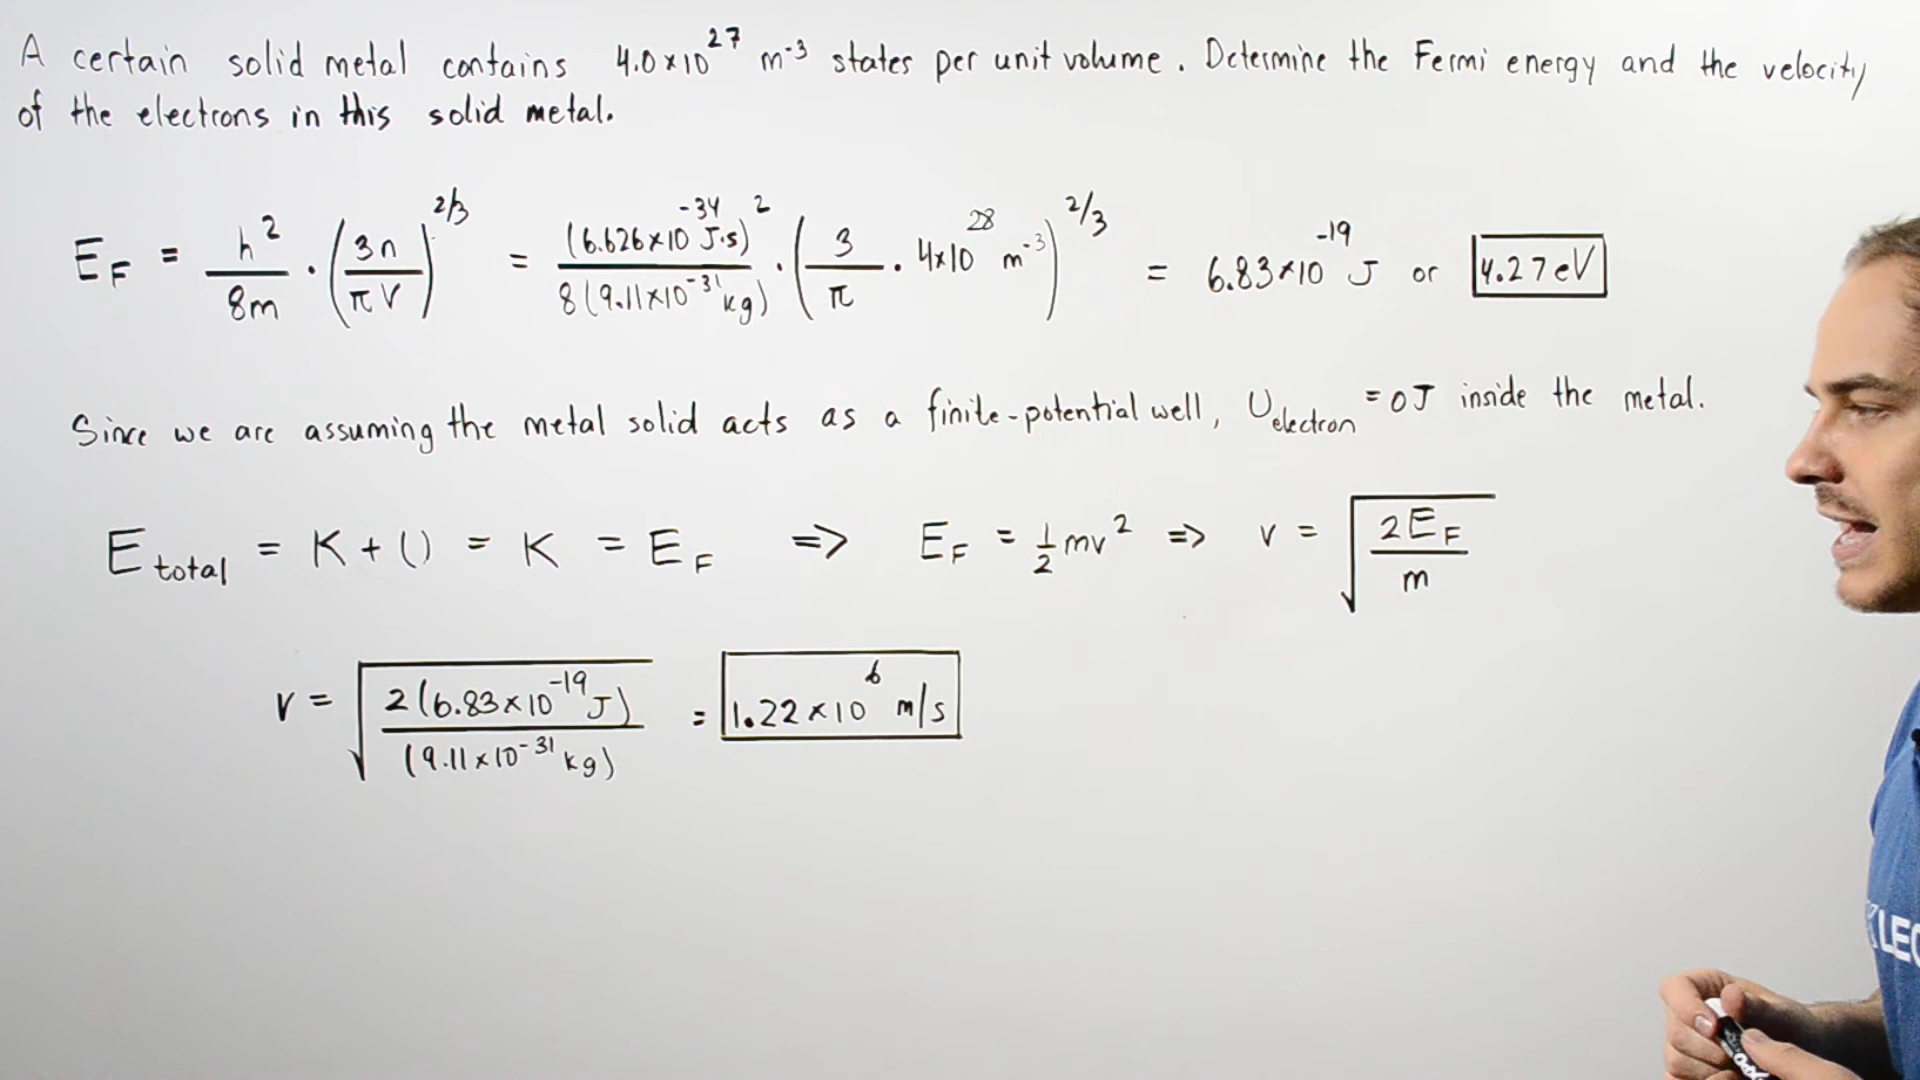 A certain solid metal contains 4.0×10^27 m^-3 states per unit volume. Determine the Fermi energy and the velocity
of the electrons in this solid metal.
E_F = h^2/8m · (3n/πV)^2/3 = (6.626×10^-34 J·s)^2/8(9.11×10^-31 kg) · (3/π · 4×10^28 m^-3)^2/3 = 6.83×10^-19 J or 4.27 eV
Since we are assuming the metal solid acts as a finite-potential well, U_electron = 0J inside the metal.
E_total = K + U = K = E_F => E_F = 1/2 mv^2 => v = √(2E_F/m)
v = √(2(6.83×10^-19 J)/(9.11×10^-31 kg)) = 1.22×10^6 m/s